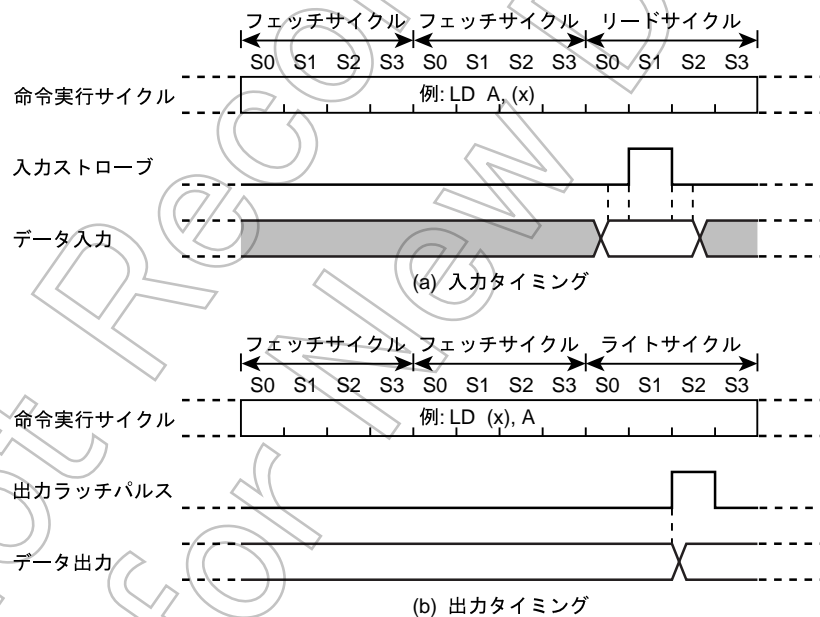 フェッチサイクル フェッチサイクル リードサイクル
S0 S1 S2 S3 S0 S1 S2 S3 S0 S1 S2 S3
命令実行サイクル 例: LD A, (x)
入力ストローブ
データ入力
(a) 入力タイミング
フェッチサイクル フェッチサイクル ライトサイクル
S0 S1 S2 S3 S0 S1 S2 S3 S0 S1 S2 S3
命令実行サイクル 例: LD (x), A
出力ラッチパルス
データ出力
(b) 出力タイミング
Not Recom
for New D